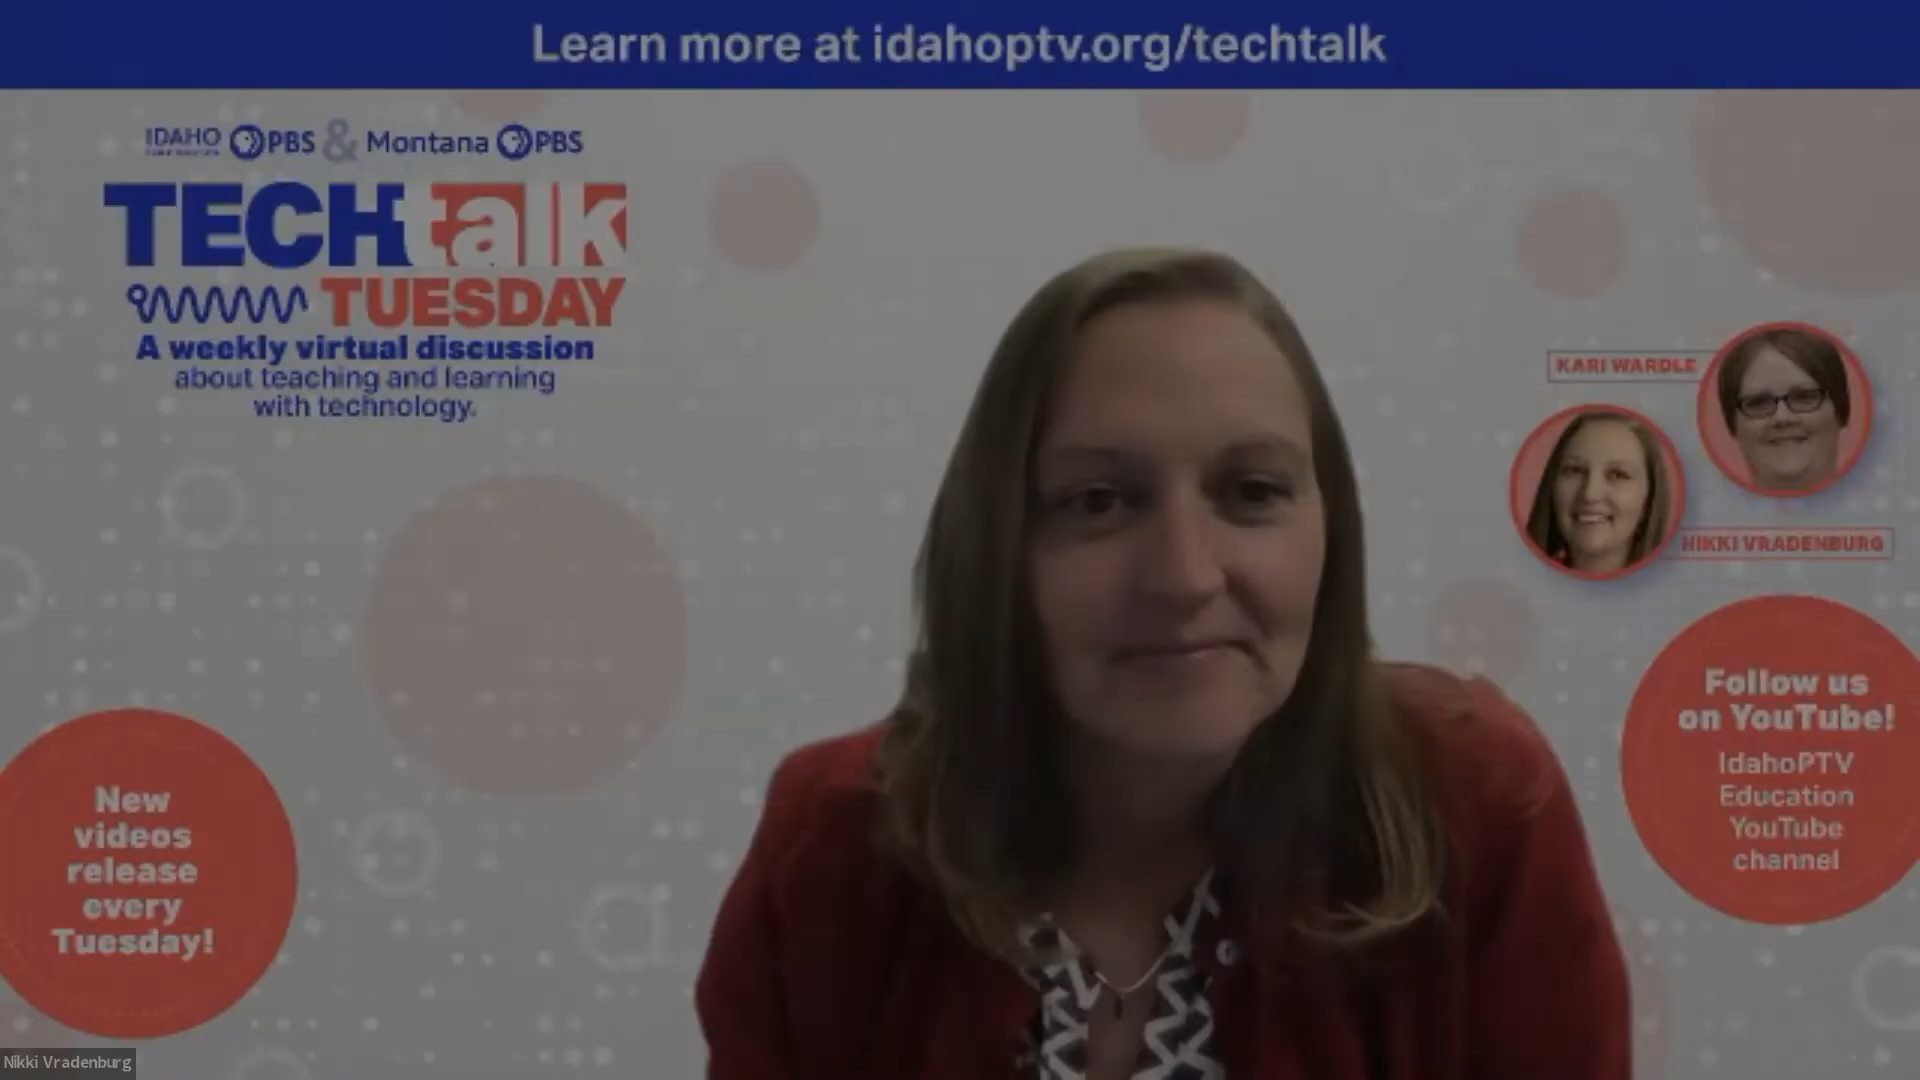 Learn more at idahoptv.org/techtalk
IDAHO PBS & Montana PBS
TECH talk
TUESDAY
A weekly virtual discussion
about teaching and learning
with technology.
KARI WARDLE
NIKKI VRADENBURG
Follow us
on YouTube!
IdahoPTV
Education
YouTube
channel
New
videos
release
every
Tuesday!
Nikki Vradenburg